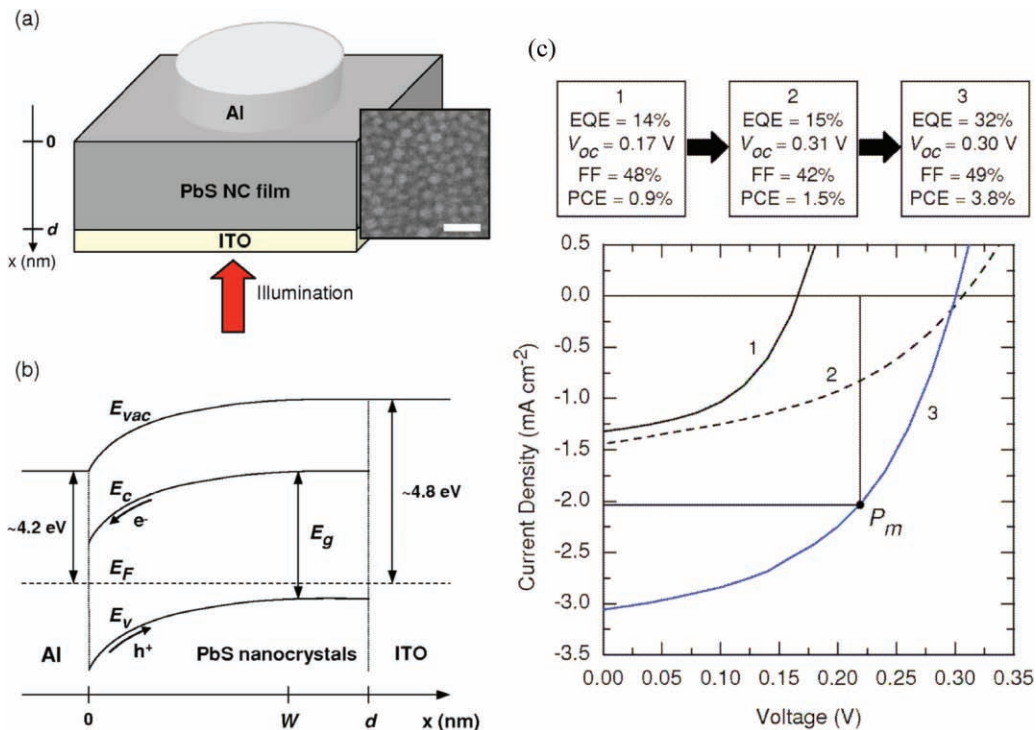 (a)
Al
0
PbS NC film
d
ITO
x (nm)
Illumination
(b)
E_vac
E_c
e⁻
~4.2 eV
E_g
~4.8 eV
E_F
E_v
h⁺
Al
PbS nanocrystals
ITO
0
W
d
x (nm)
(c)
1
EQE = 14%
V_oc = 0.17 V
FF = 48%
PCE = 0.9%
2
EQE = 15%
V_oc = 0.31 V
FF = 42%
PCE = 1.5%
3
EQE = 32%
V_oc = 0.30 V
FF = 49%
PCE = 3.8%
0.5
0.0
-0.5
-1.0
-1.5
-2.0
-2.5
-3.0
-3.5
Current Density (mA cm⁻²)
1
2
3
P_m
0.00 0.05 0.10 0.15 0.20 0.25 0.30 0.35
Voltage (V)